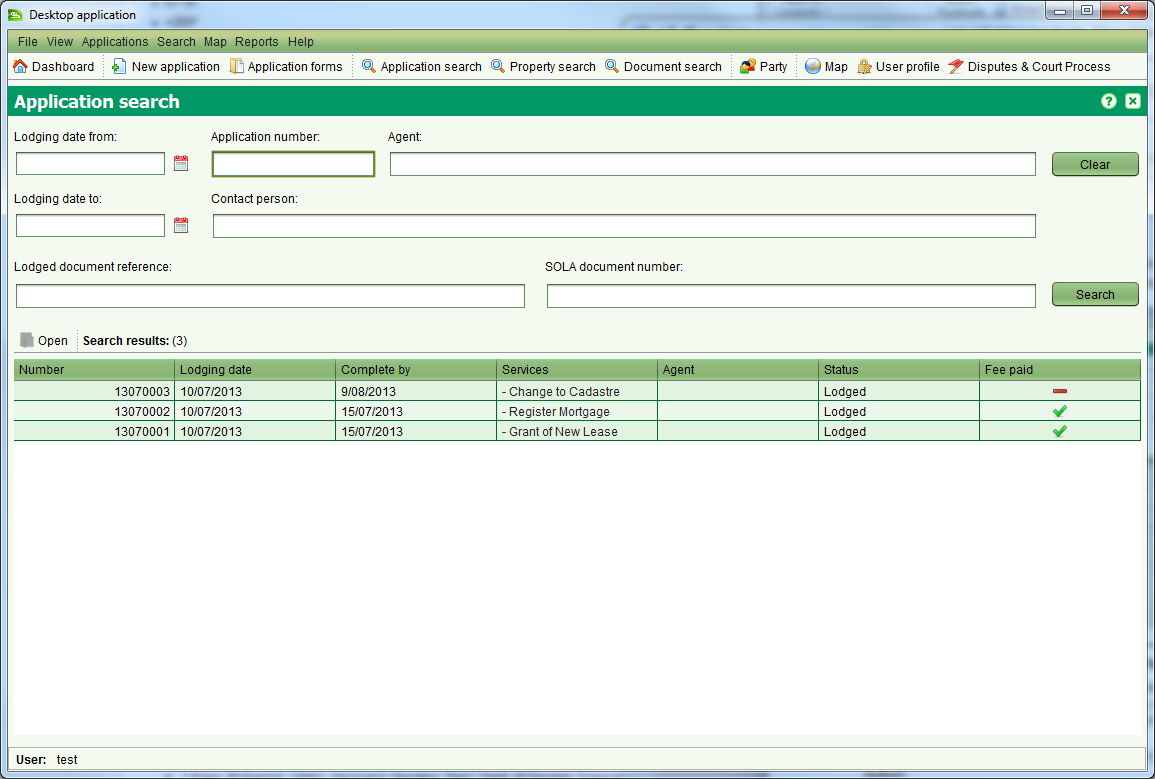 Desktop application
File View Applications Search Map Reports Help
Dashboard New application Application forms Application search Property search Document search Party Map User profile Disputes & Court Process
Application search
Lodging date from: Application number: Agent:
Clear
Lodging date to: Contact person:
Lodged document reference: SOLA document number:
Search
Open Search results: (3)
Number Lodging date Complete by Services Agent Status Fee paid
13070003 10/07/2013 9/08/2013 - Change to Cadastre Lodged
13070002 10/07/2013 15/07/2013 - Register Mortgage Lodged
13070001 10/07/2013 15/07/2013 - Grant of New Lease Lodged
User: test